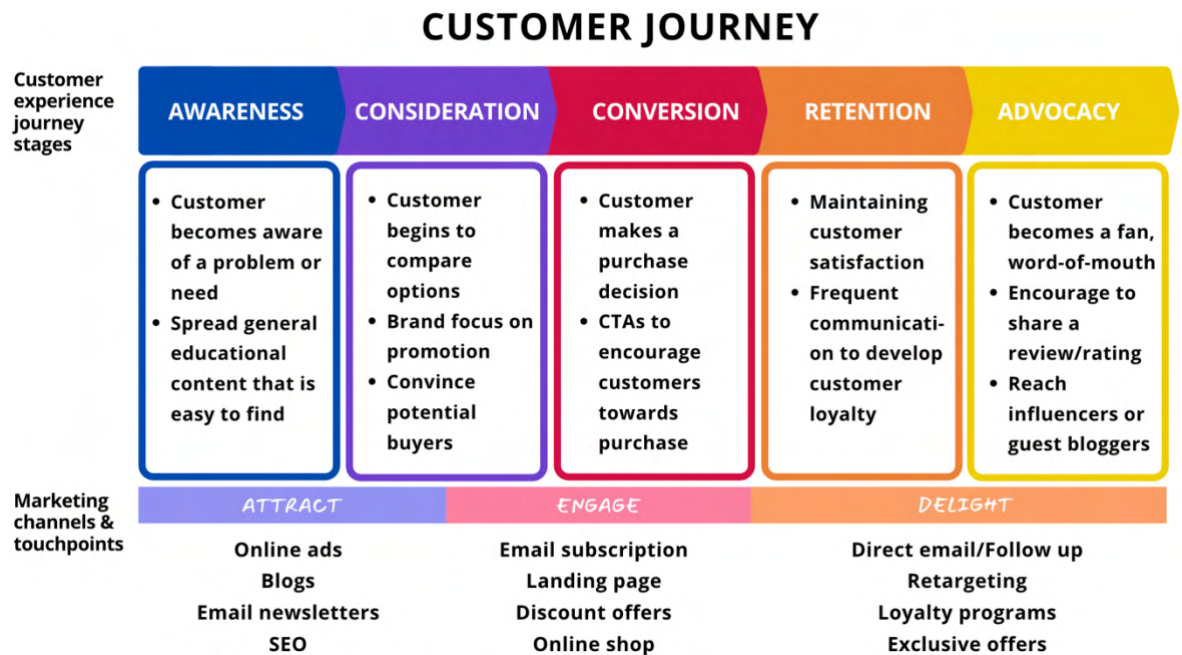 CUSTOMER JOURNEY
Customer
experience
journey
stages
AWARENESS
CONSIDERATION
CONVERSION
RETENTION
ADVOCACY
• Customer
becomes aware
of a problem or
need
• Spread general
educational
content that is
easy to find
• Customer
begins to
compare
options
• Brand focus on
promotion
• Convince
potential
buyers
• Customer
makes a
purchase
decision
• CTAs to
encourage
customers
towards
purchase
• Maintaining
customer
satisfaction
• Frequent
communicati-
on to develop
customer
loyalty
• Customer
becomes a fan,
word-of-mouth
• Encourage to
share a
review/rating
• Reach
influencers or
guest bloggers
Marketing
channels &
touchpoints
ATTRACT
ENGAGE
DELIGHT
Online ads
Blogs
Email newsletters
SEO
Email subscription
Landing page
Discount offers
Online shop
Direct email/Follow up
Retargeting
Loyalty programs
Exclusive offers